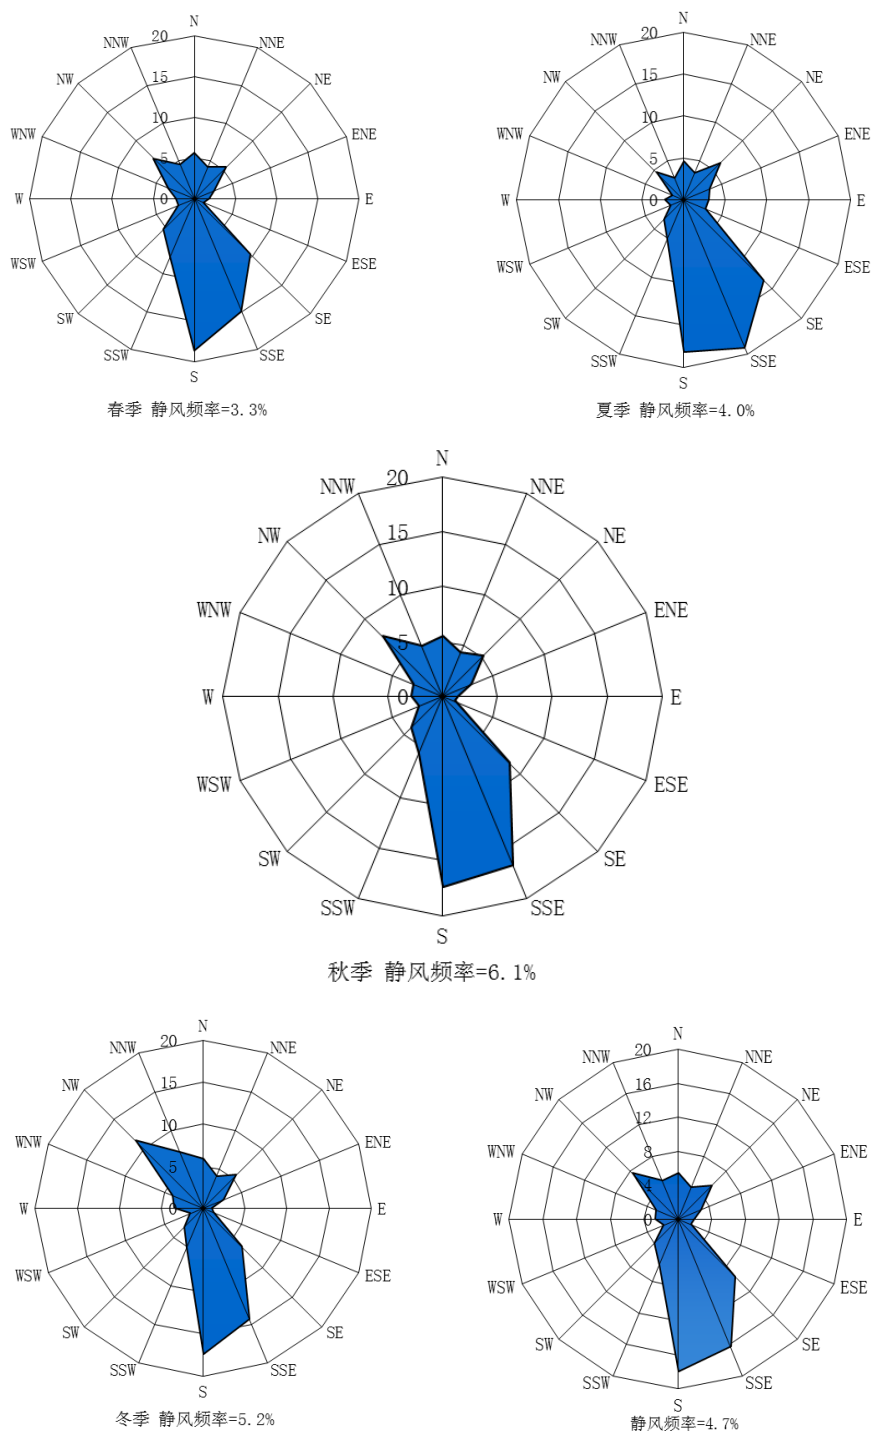 N
NNE
NE
ENE
E
ESE
SE
SSE
S
SSW
SW
WSW
W
WNW
NW
NNW
20
15
10
5
0
春季 静风频率=3.3%
N
NNE
NE
ENE
E
ESE
SE
SSE
S
SSW
SW
WSW
W
WNW
NW
NNW
20
15
10
5
0
夏季 静风频率=4.0%
N
NNE
NE
ENE
E
ESE
SE
SSE
S
SSW
SW
WSW
W
WNW
NW
NNW
20
15
10
5
0
秋季 静风频率=6.1%
N
NNE
NE
ENE
E
ESE
SE
SSE
S
SSW
SW
WSW
W
WNW
NW
NNW
20
15
10
5
0
冬季 静风频率=5.2%
N
NNE
NE
ENE
E
ESE
SE
SSE
S
SSW
SW
WSW
W
WNW
NW
NNW
20
16
12
8
4
0
静风频率=4.7%